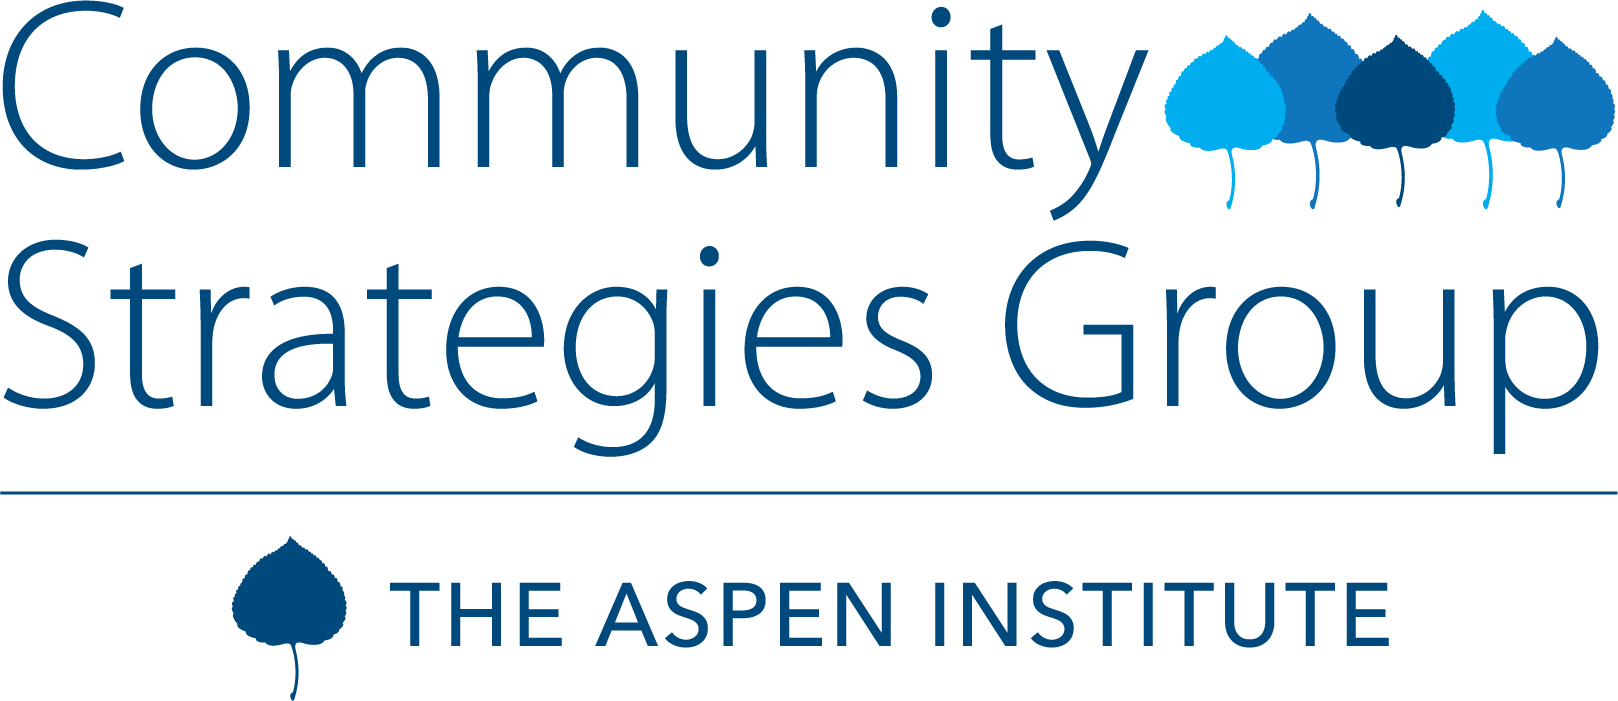 Community
Strategies Group
THE ASPEN INSTITUTE